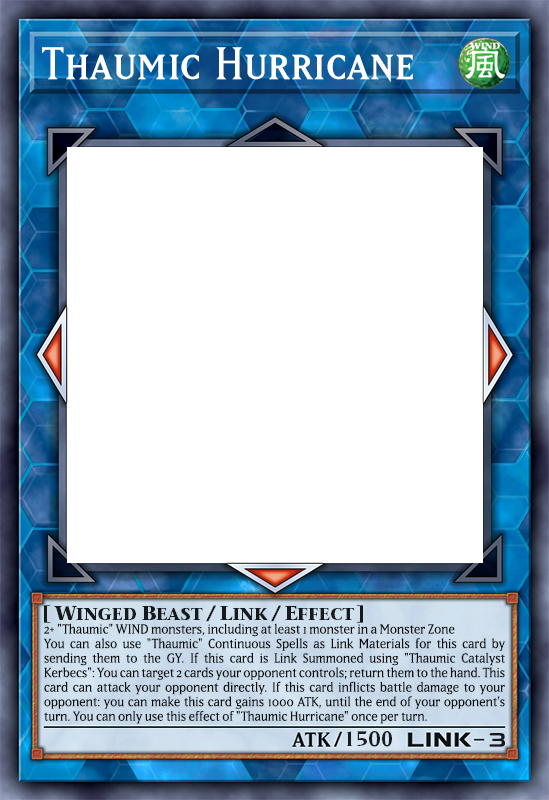 Thaumic Hurricane
WIND
風
[ Winged Beast / Link / Effect ]
2+ "Thaumic" WIND monsters, including at least 1 monster in a Monster Zone
You can also use "Thaumic" Continuous Spells as Link Materials for this card by
sending them to the GY. If this card is Link Summoned using "Thaumic Catalyst
Kerbecs": You can target 2 cards your opponent controls; return them to the hand. This
card can attack your opponent directly. If this card inflicts battle damage to your
opponent: you can make this card gains 1000 ATK, until the end of your opponent's
turn. You can only use this effect of "Thaumic Hurricane" once per turn.
ATK/1500 LINK-3